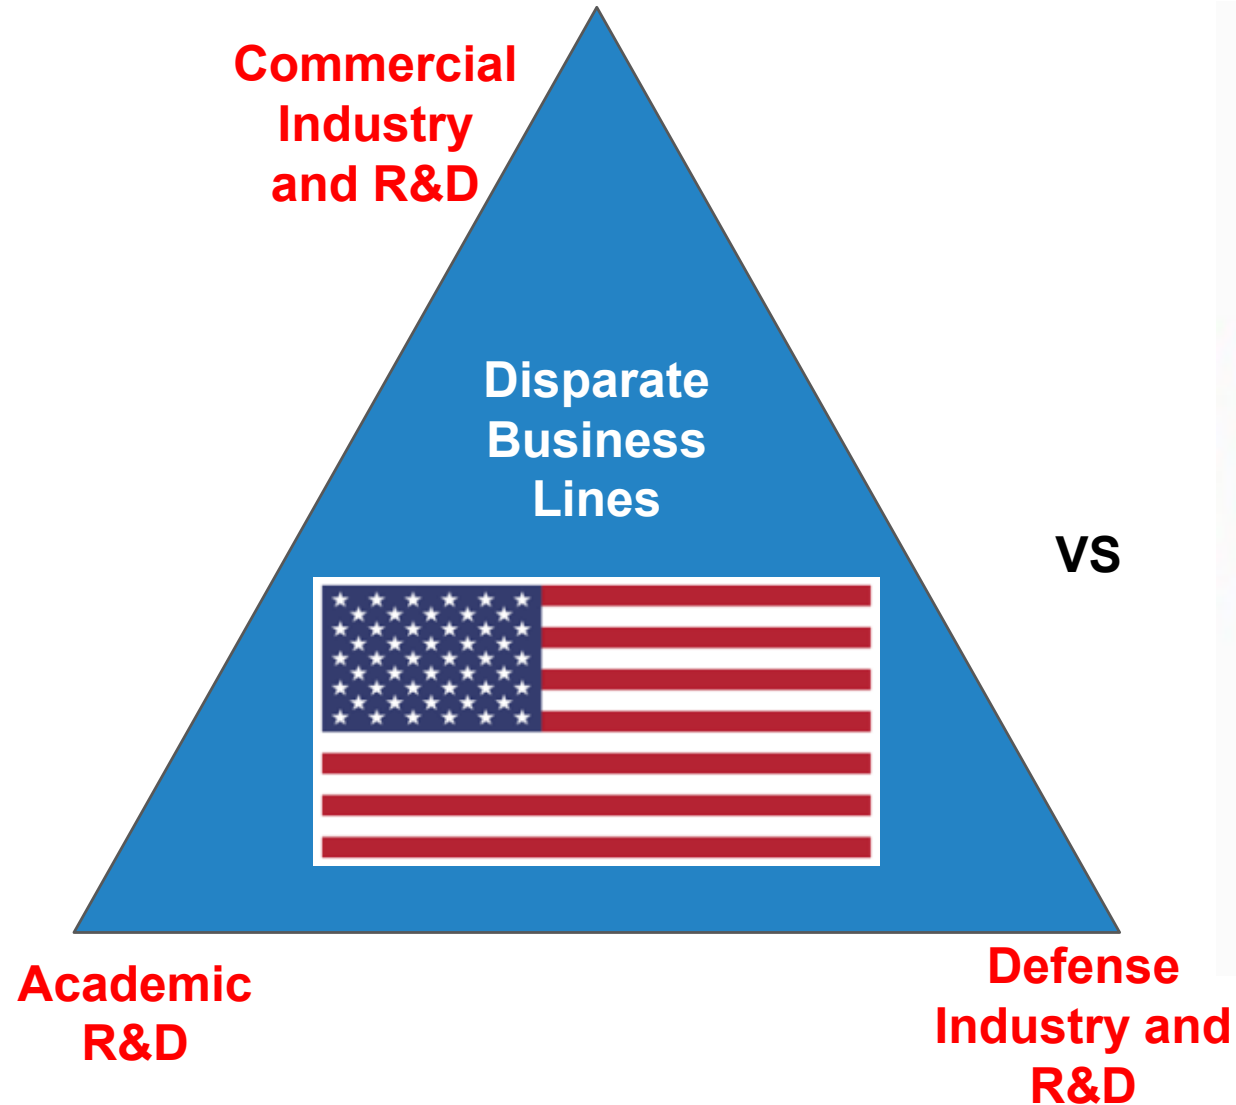 Commercial
Industry
and R&D
Disparate
Business
Lines
VS
Academic
R&D
Defense
Industry and
R&D